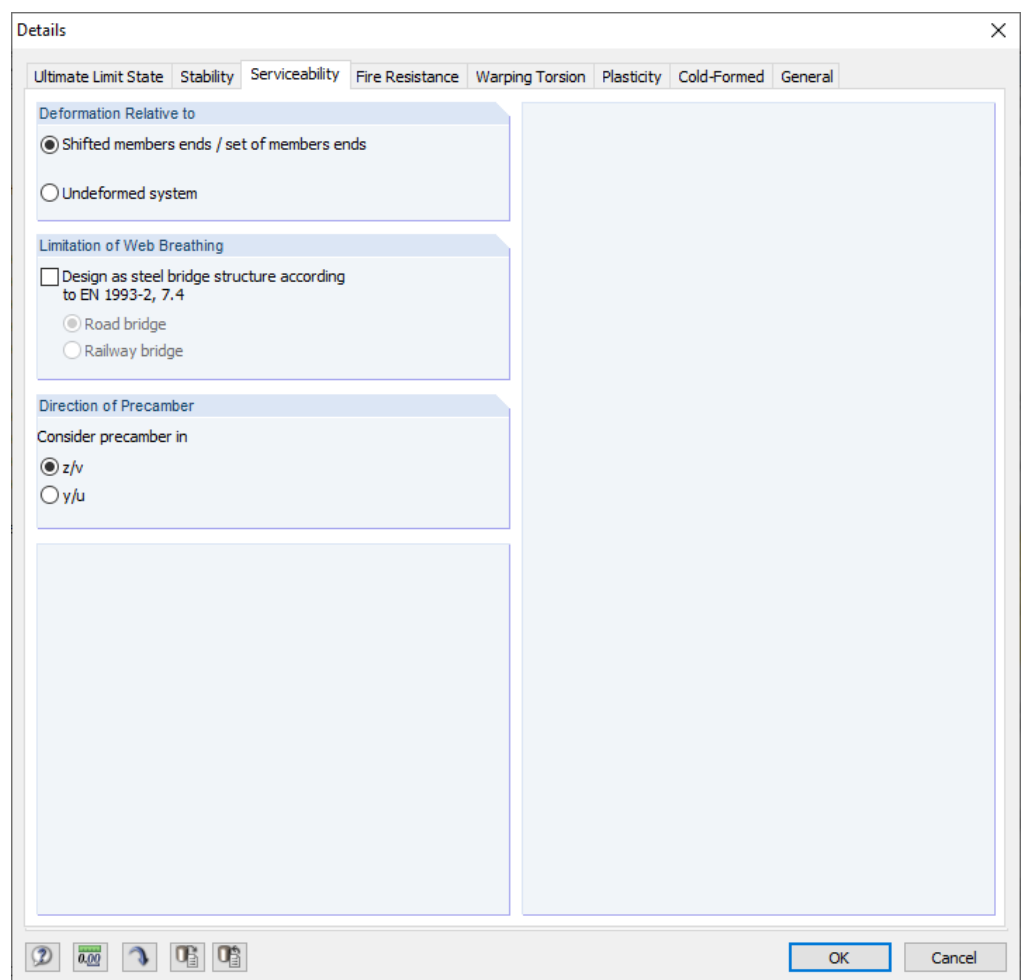 Details
Ultimate Limit State Stability Serviceability Fire Resistance Warping Torsion Plasticity Cold-Formed General
Deformation Relative to
Shifted members ends / set of members ends
Undeformed system
Limitation of Web Breathing
Design as steel bridge structure according
to EN 1993-2, 7.4
Road bridge
Railway bridge
Direction of Precamber
Consider precamber in
z/v
y/u
? 0.00 OK Cancel